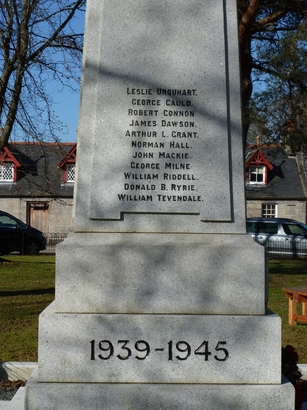 LESLIE URQUHART.
GEORGE CAULD.
ROBERT CONNON
JAMES DAWSON.
ARTHUR L. GRANT.
NORMAN HALL.
JOHN MACKIE.
GEORGE MILNE
WILLIAM RIDDELL.
DONALD B. RYRIE.
WILLIAM TEVENDALE.
1939-1945